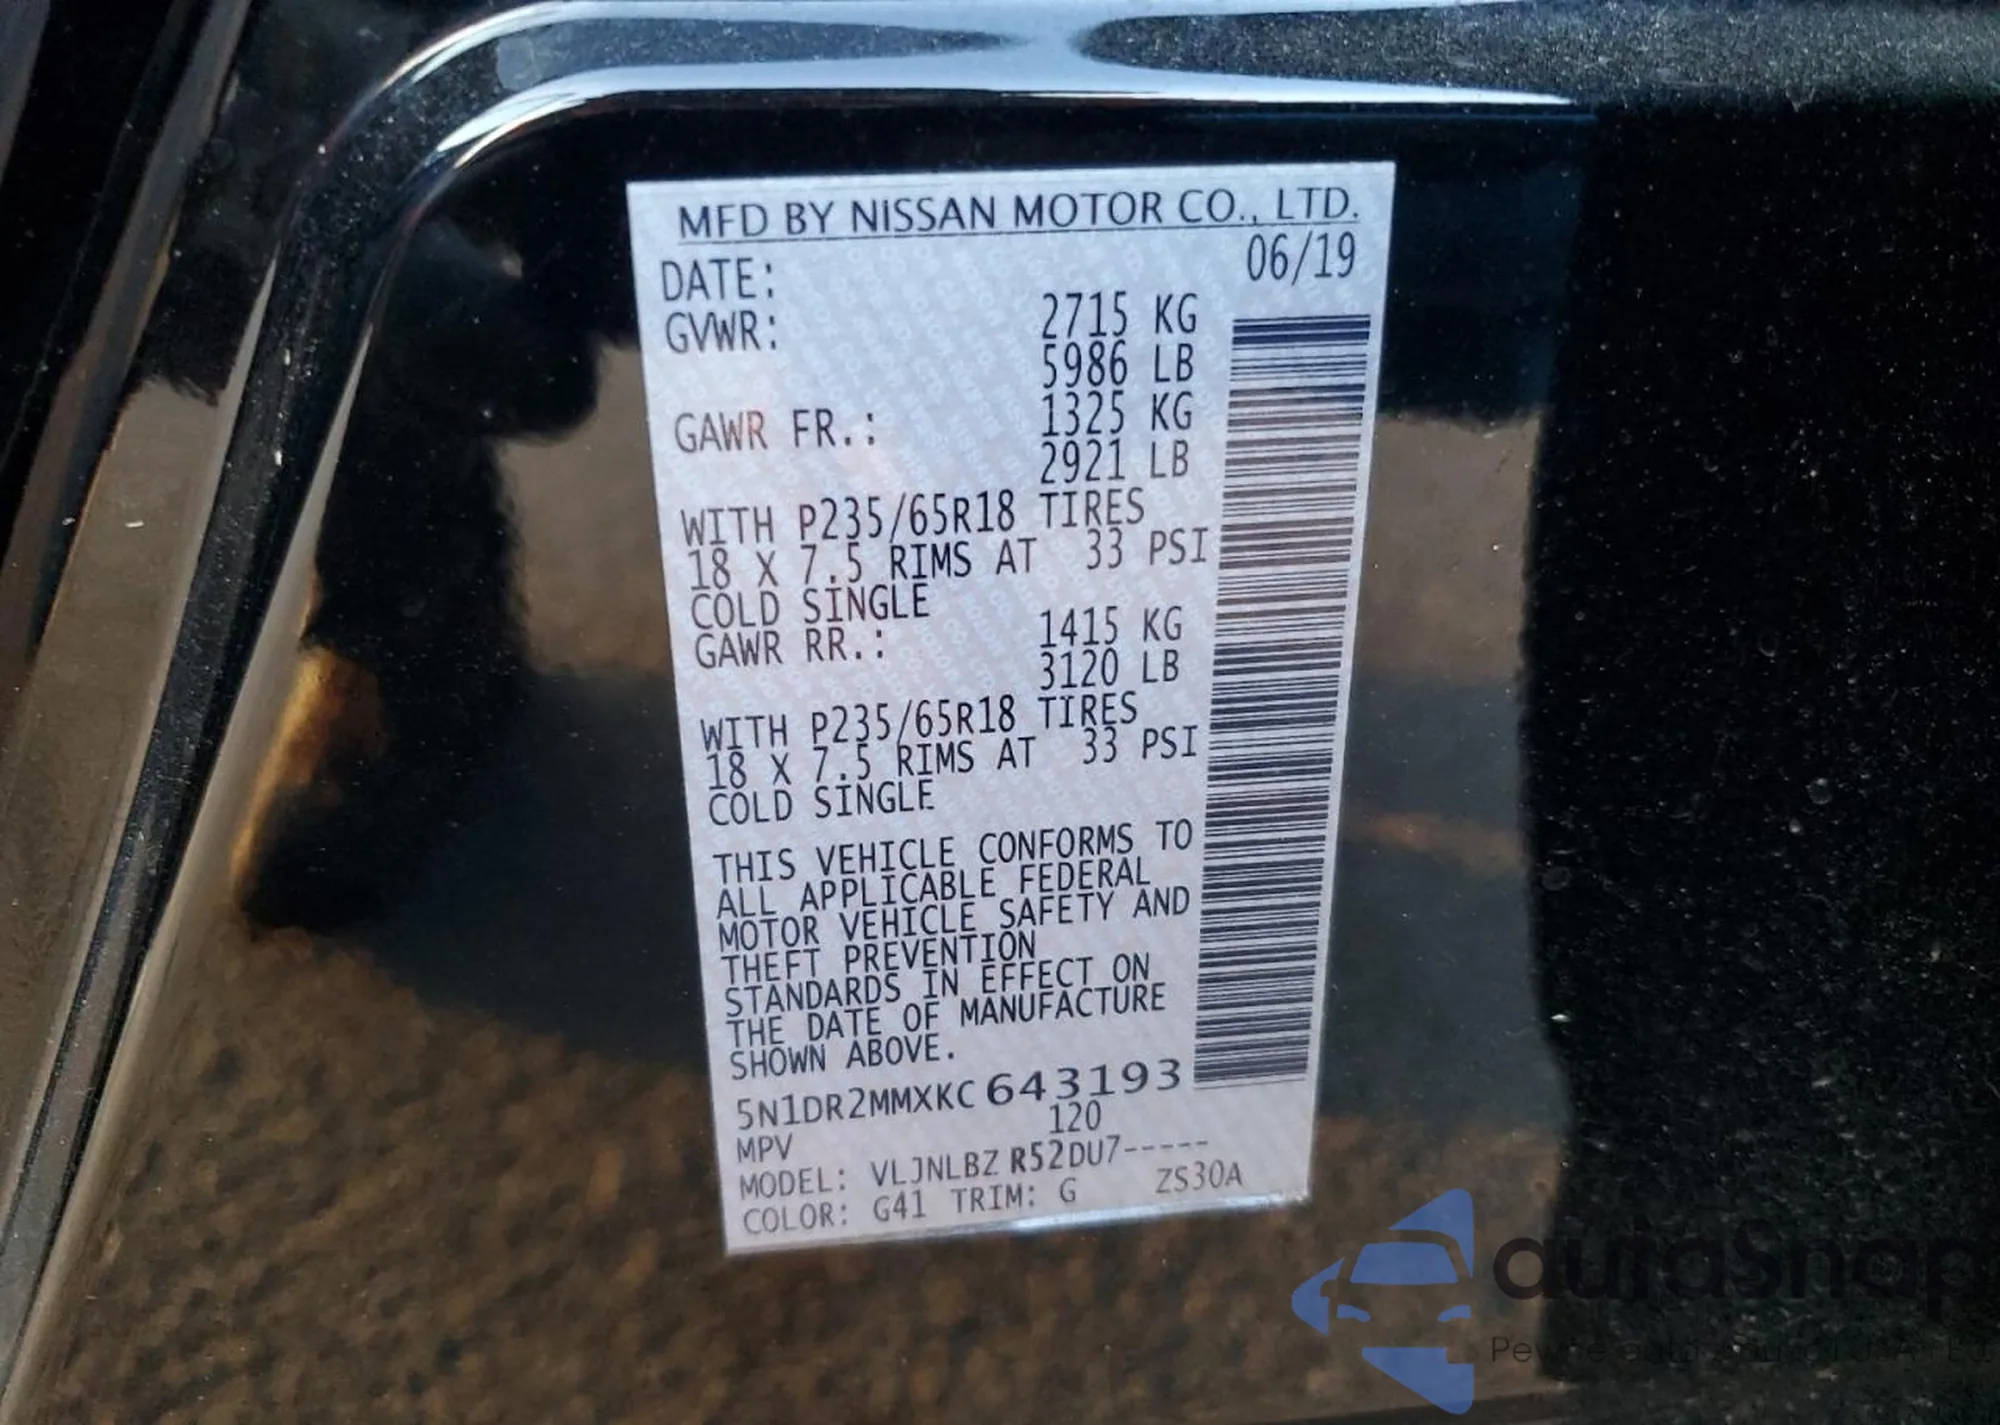 MFD BY NISSAN MOTOR CO., LTD.
DATE: 06/19
GVWR: 2715 KG
5986 LB
GAWR FR.: 1325 KG
2921 LB
WITH P235/65R18 TIRES
18 X 7.5 RIMS AT 33 PSI
COLD SINGLE
GAWR RR.: 1415 KG
3120 LB
WITH P235/65R18 TIRES
18 X 7.5 RIMS AT 33 PSI
COLD SINGLE
THIS VEHICLE CONFORMS TO
ALL APPLICABLE FEDERAL
MOTOR VEHICLE SAFETY AND
THEFT PREVENTION
STANDARDS IN EFFECT ON
THE DATE OF MANUFACTURE
SHOWN ABOVE.
5N1DR2MMXKC643193
MPV 120
MODEL: VLJNLBZ R52DU7-----
COLOR: G41 TRIM: G ZS30A
autoSnap